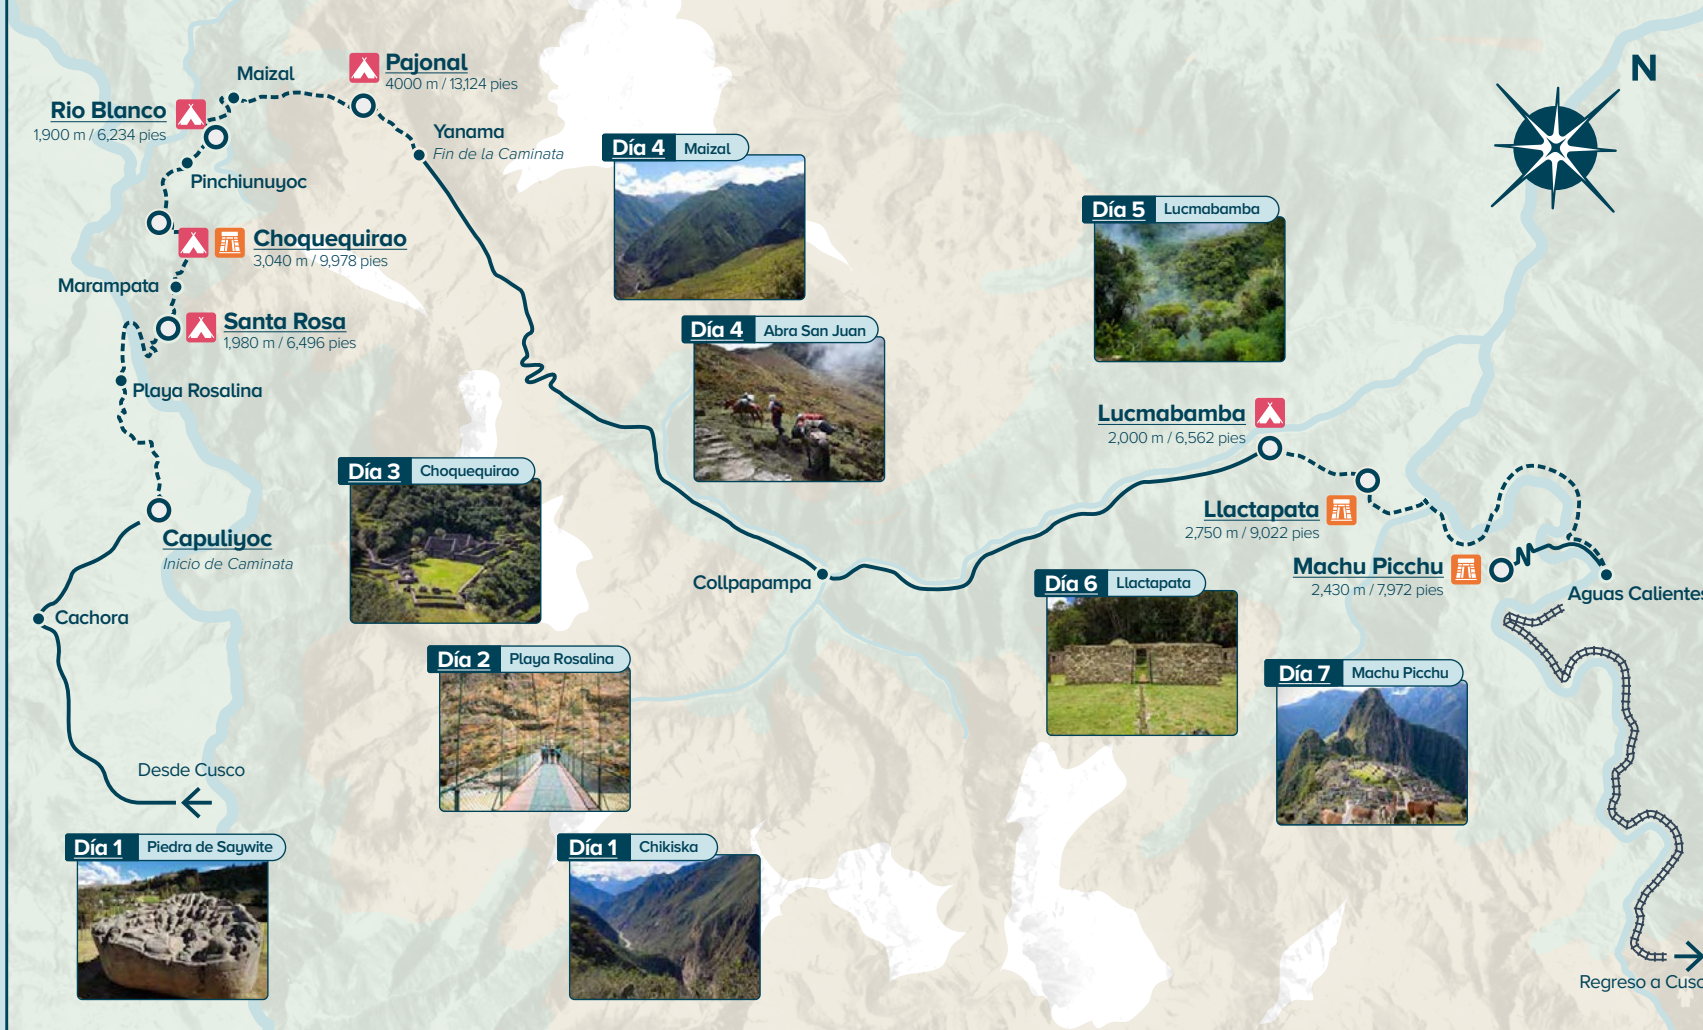 N
Pajonal
4000 m / 13,124 pies
Maizal
Rio Blanco
1,900 m / 6,234 pies
Yanama
Fin de la Caminata
Pinchiunuyoc
Choquequirao
3,040 m / 9,978 pies
Marampata
Santa Rosa
1,980 m / 6,496 pies
Playa Rosalina
Capuliyoc
Inicio de Caminata
Cachora
Desde Cusco
Día 4 Maizal
Día 4 Abra San Juan
Día 5 Lucmabamba
Lucmabamba
2,000 m / 6,562 pies
Llactapata
2,750 m / 9,022 pies
Machu Picchu
2,430 m / 7,972 pies
Aguas Calientes
Collpapampa
Día 3 Choquequirao
Día 6 Llactapata
Día 2 Playa Rosalina
Día 7 Machu Picchu
Día 1 Piedra de Saywite
Día 1 Chikiska
Regreso a Cusc